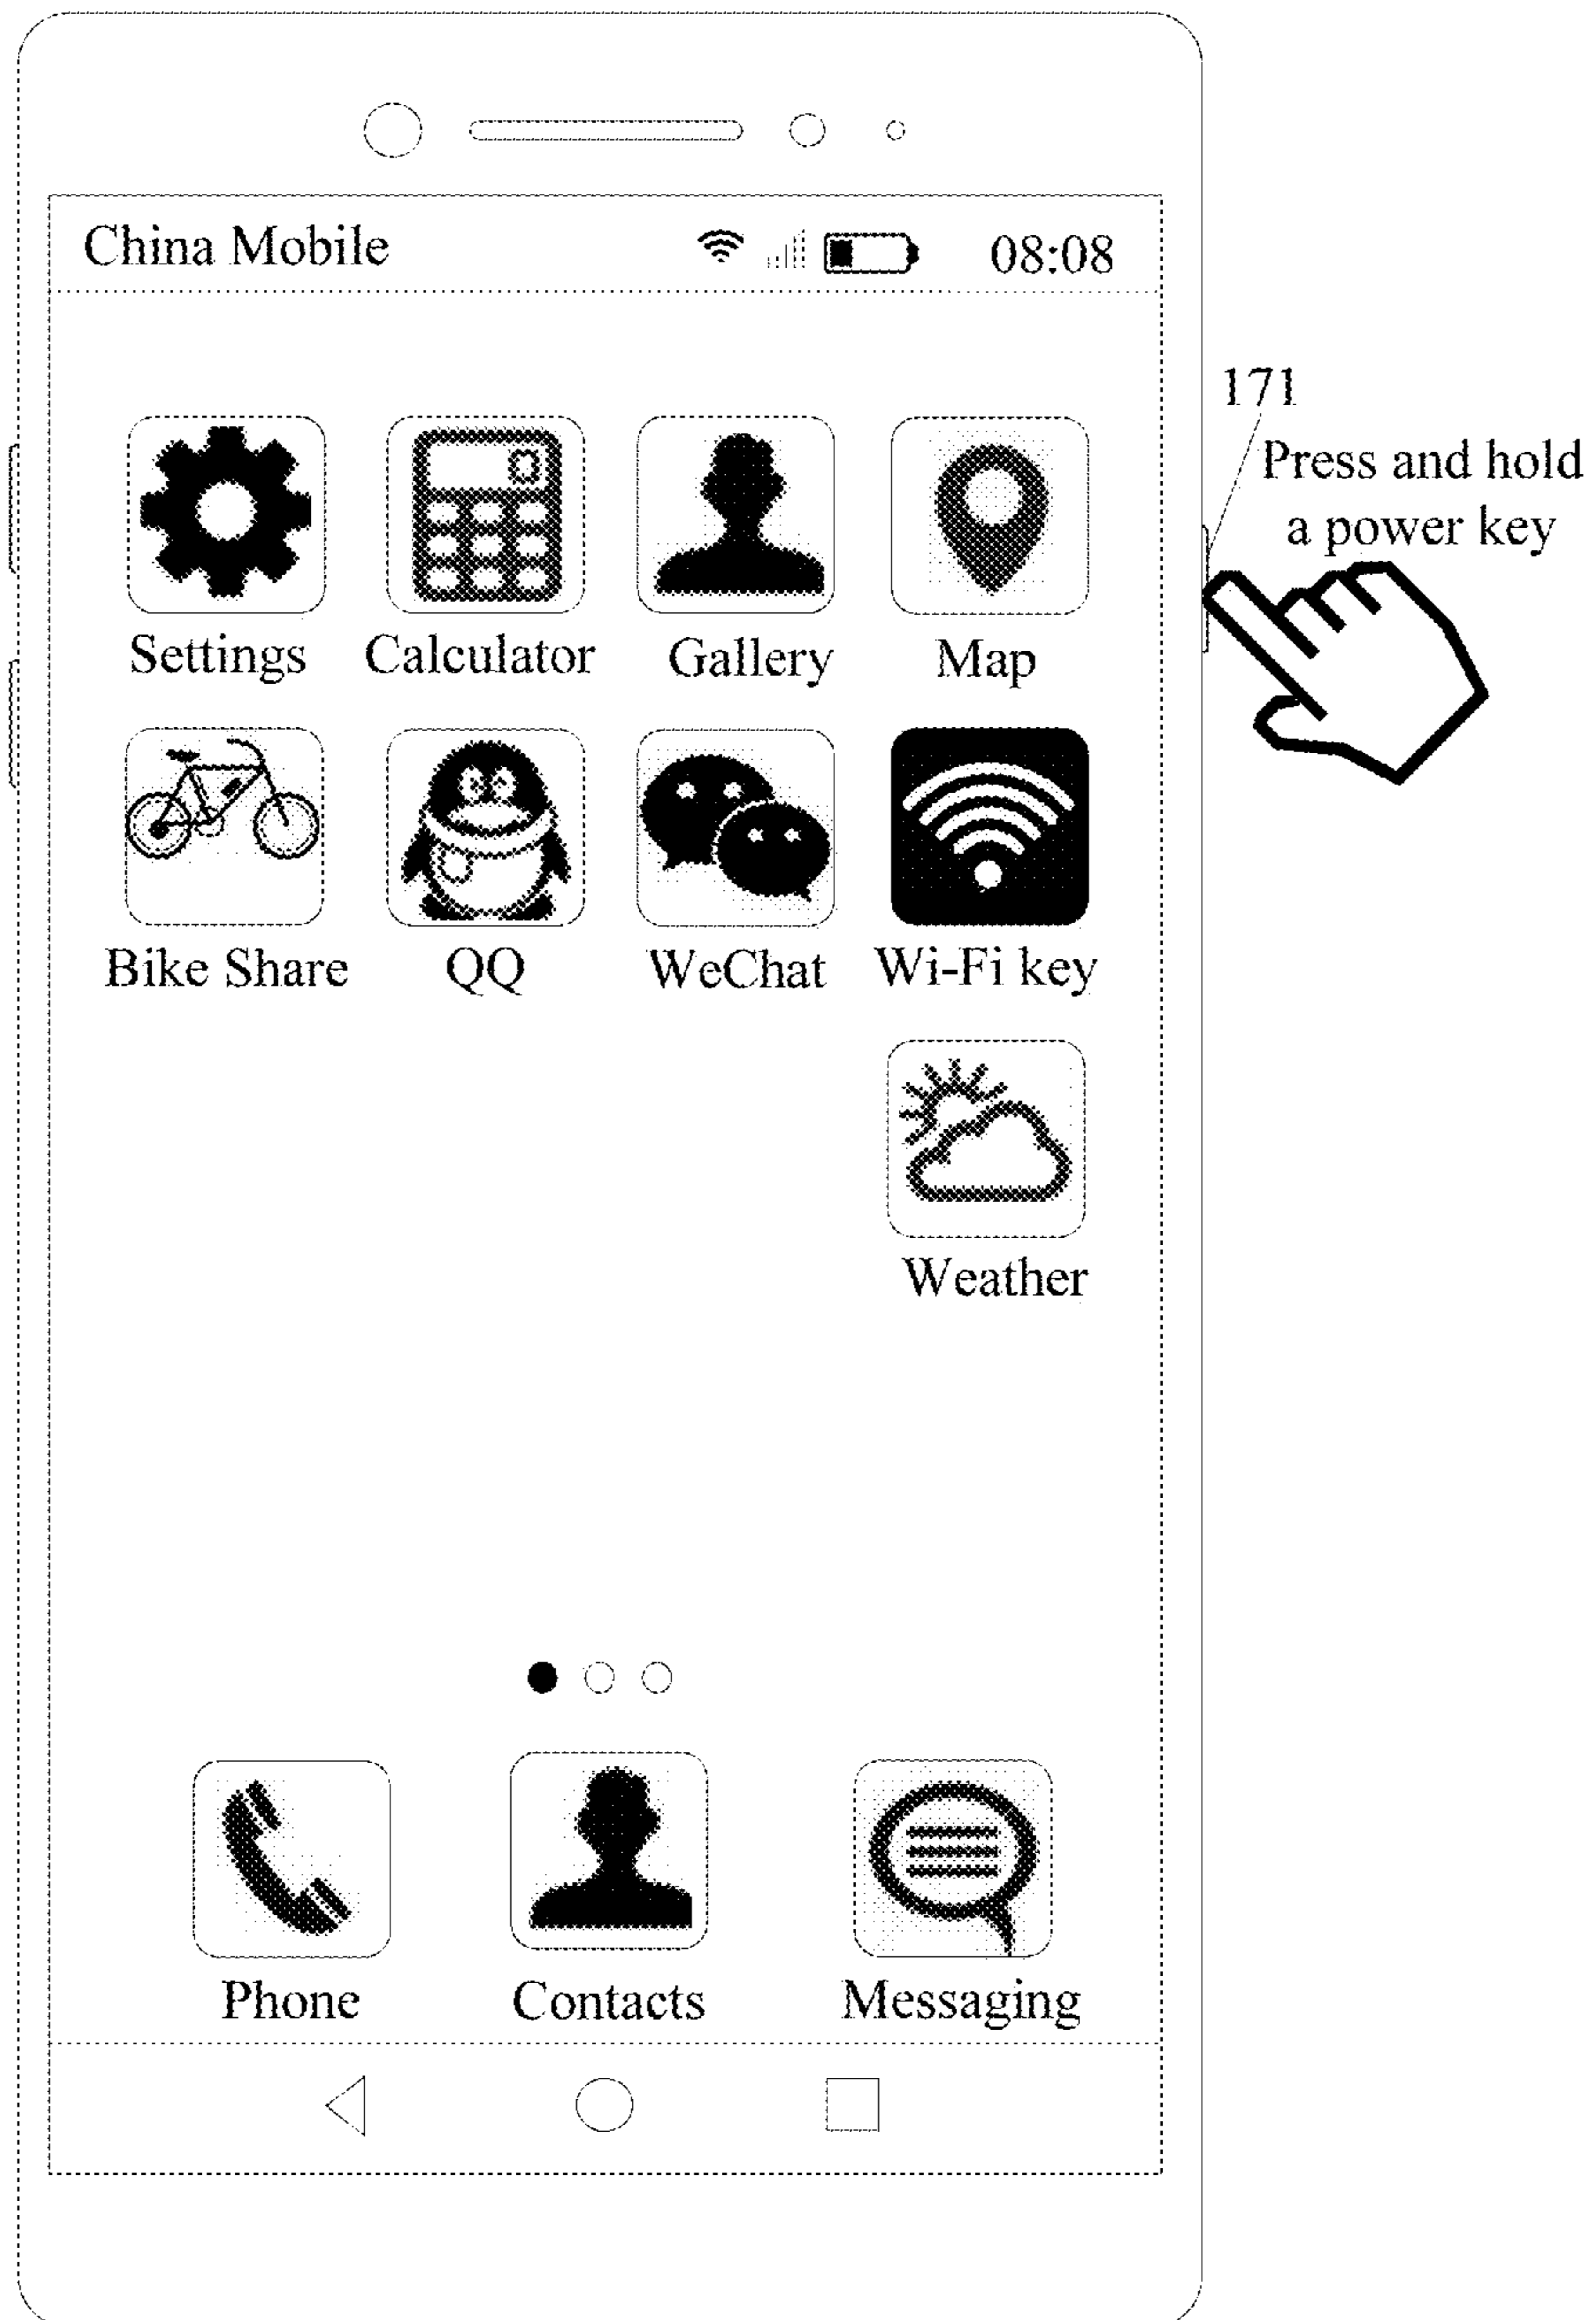 China Mobile 08:08
171
Press and hold
a power key
Settings Calculator Gallery Map
Bike Share QQ WeChat Wi-Fi key
Weather
Phone Contacts Messaging